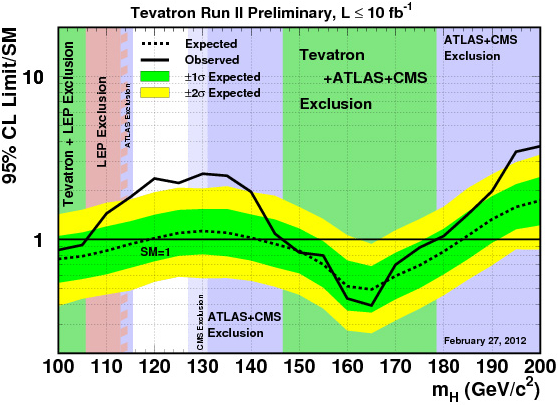 Tevatron Run II Preliminary, L ≤ 10 fb⁻¹
95% CL Limit/SM
10
1
Tevatron + LEP Exclusion
LEP Exclusion
ATLAS Exclusion
Expected
Observed
±1σ Expected
±2σ Expected
Tevatron
+ATLAS+CMS
Exclusion
ATLAS+CMS
Exclusion
SM=1
CMS Exclusion
ATLAS+CMS
Exclusion
February 27, 2012
100 110 120 130 140 150 160 170 180 190 200
m_H (GeV/c²)